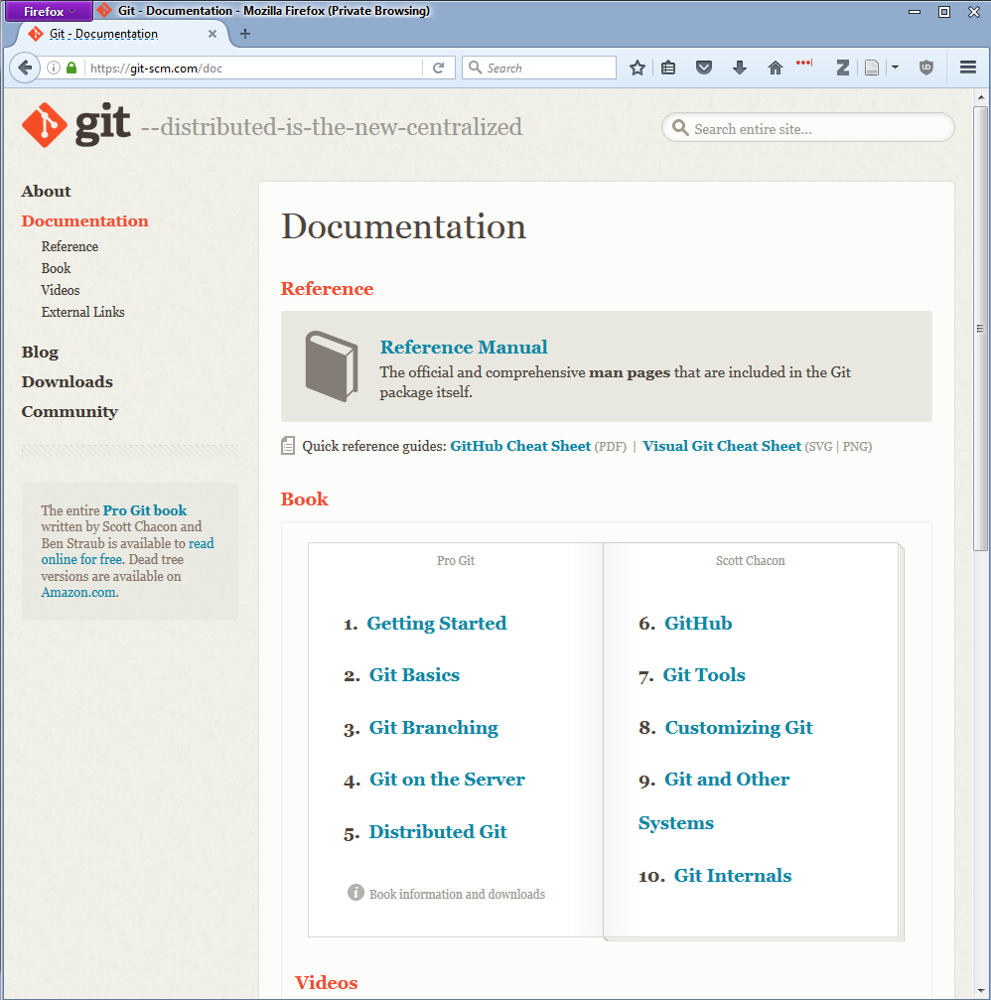 Firefox
Git - Documentation - Mozilla Firefox (Private Browsing)
Git - Documentation
https://git-scm.com/doc
Search
Z
UD
git --distributed-is-the-new-centralized
Search entire site...
About
Documentation
Reference
Book
Videos
External Links
Blog
Downloads
Community
The entire Pro Git book
written by Scott Chacon and
Ben Straub is available to read
online for free. Dead tree
versions are available on
Amazon.com.
Documentation
Reference
Reference Manual
The official and comprehensive man pages that are included in the Git
package itself.
Quick reference guides: GitHub Cheat Sheet (PDF) | Visual Git Cheat Sheet (SVG | PNG)
Book
Pro Git
1. Getting Started
2. Git Basics
3. Git Branching
4. Git on the Server
5. Distributed Git
Book information and downloads
Scott Chacon
6. GitHub
7. Git Tools
8. Customizing Git
9. Git and Other
Systems
10. Git Internals
Videos